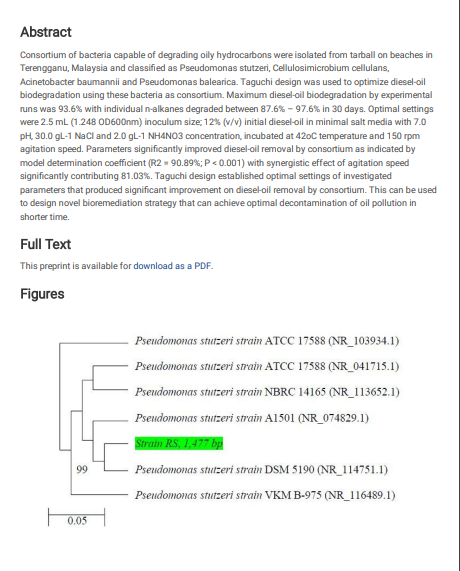 Abstract
Consortium of bacteria capable of degrading oily hydrocarbons were isolated from tarball on beaches in
Terengganu, Malaysia and classified as Pseudomonas stutzeri, Cellulosimicrobium cellulans,
Acinetobacter baumannii and Pseudomonas balearica. Taguchi design was used to optimize diesel-oil
biodegradation using these bacteria as consortium. Maximum diesel-oil biodegradation by experimental
runs was 93.6% with individual n-alkanes degraded between 87.6% – 97.6% in 30 days. Optimal settings
were 2.5 mL (1.248 OD600nm) inoculum size; 12% (v/v) initial diesel-oil in minimal salt media with 7.0
pH, 30.0 gL-1 NaCl and 2.0 gL-1 NH4NO3 concentration, incubated at 42oC temperature and 150 rpm
agitation speed. Parameters significantly improved diesel-oil removal by consortium as indicated by
model determination coefficient (R2 = 90.89%; P < 0.001) with synergistic effect of agitation speed
significantly contributing 81.03%. Taguchi design established optimal settings of investigated
parameters that produced significant improvement on diesel-oil removal by consortium. This can be used
to design novel bioremediation strategy that can achieve optimal decontamination of oil pollution in
shorter time.
Full Text
This preprint is available for download as a PDF.
Figures
Pseudomonas stutzeri strain ATCC 17588 (NR_103934.1)
Pseudomonas stutzeri strain ATCC 17588 (NR_041715.1)
Pseudomonas stutzeri strain NBRC 14165 (NR_113652.1)
Pseudomonas stutzeri strain A1501 (NR_074829.1)
Strain RS, 1,477 bp
99
Pseudomonas stutzeri strain DSM 5190 (NR_114751.1)
Pseudomonas stutzeri strain VKM B-975 (NR_116489.1)
0.05